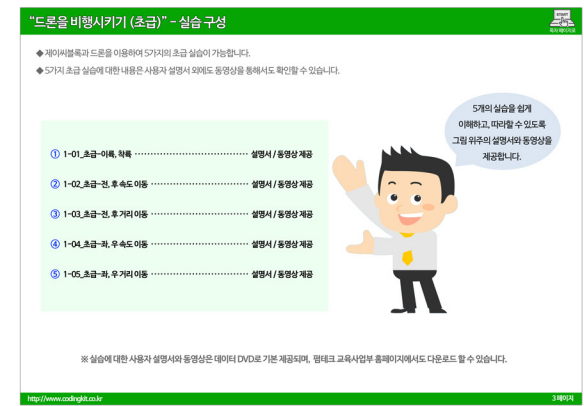 "드론을 비행시키기 (초급)" - 실습 구성
START
목차 페이지로
◆ 제이씨블록과 드론을 이용하여 5가지의 초급 실습이 가능합니다.
◆ 5가지 초급 실습에 대한 내용은 사용자 설명서 외에도 동영상을 통해서도 확인할 수 있습니다.
5개의 실습을 쉽게
이해하고, 따라할 수 있도록
그림 위주의 설명서와 동영상을
제공합니다.
① 1-01_초급-이륙, 착륙 ································ 설명서 / 동영상 제공
② 1-02_초급-전, 후 속도 이동 ··························· 설명서 / 동영상 제공
③ 1-03_초급-전, 후 거리 이동 ··························· 설명서 / 동영상 제공
④ 1-04_초급-좌, 우 속도 이동 ··························· 설명서 / 동영상 제공
⑤ 1-05_초급-좌, 우 거리 이동 ··························· 설명서 / 동영상 제공
※ 실습에 대한 사용자 설명서와 동영상은 데이터 DVD로 기본 제공되며, 펌테크 교육사업부 홈페이지에서도 다운로드 할 수 있습니다.
http://www.codingkit.co.kr
3 페이지